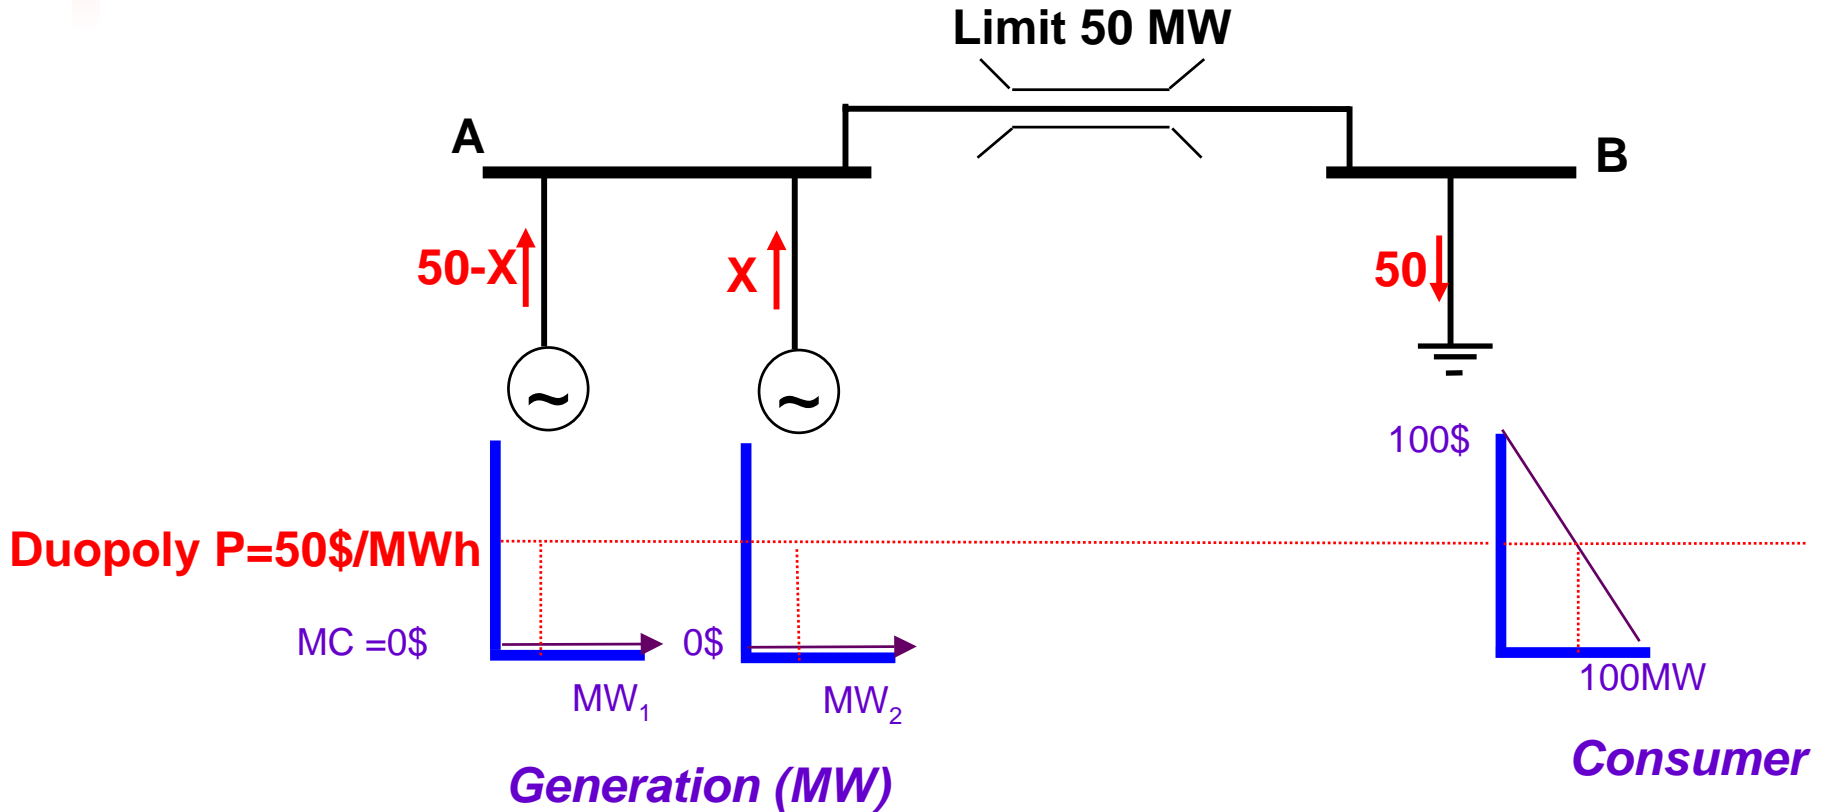 Limit 50 MW
A
B
50-X
X
50
~
~
100$
Duopoly P=50$/MWh
MC =0$
0$
100MW
MW₁
MW₂
Consumer
Generation (MW)